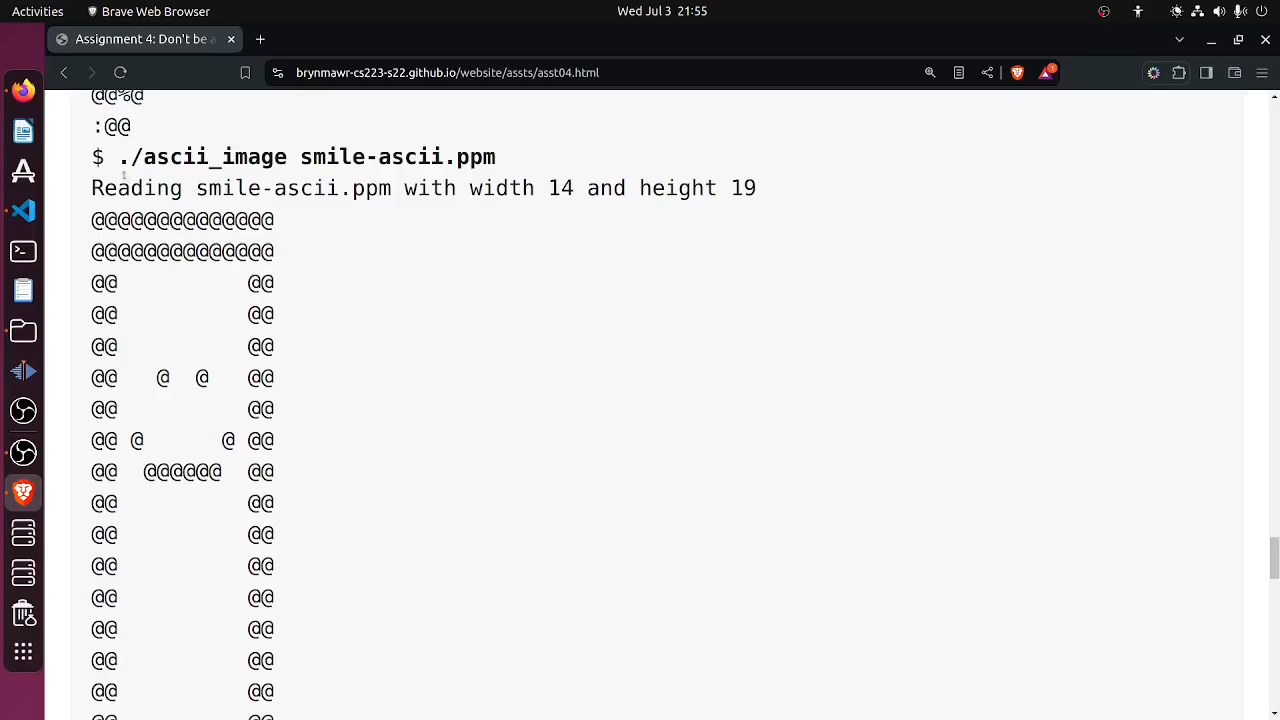 Activities
Brave Web Browser
Wed Jul 3 21:55
Assignment 4: Don't be a
brynmawr-cs223-s22.github.io/website/assts/asst04.html
1
@@%@
:@@
$ ./ascii_image smile-ascii.ppm
Reading smile-ascii.ppm with width 14 and height 19
@@@@@@@@@@@@@@
@@@@@@@@@@@@@@
@@          @@
@@          @@
@@          @@
@@   @  @   @@
@@          @@
@@ @      @ @@
@@  @@@@@@  @@
@@          @@
@@          @@
@@          @@
@@          @@
@@          @@
@@          @@
@@          @@